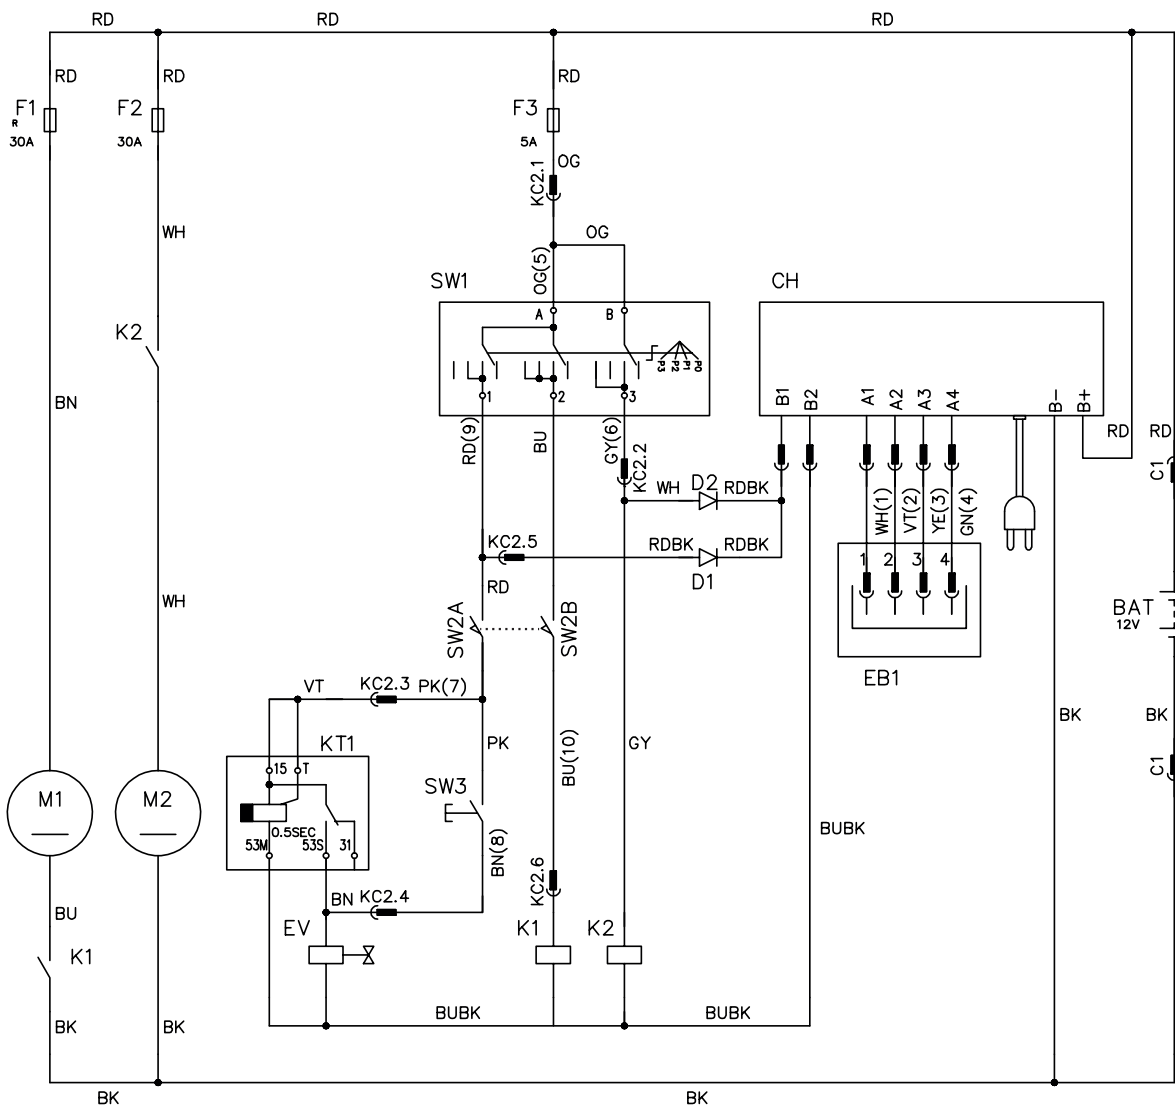 RD RD RD
RD RD RD
F1 F2 F3
R
30A 30A 5A
OG
KC2.1
WH OG
OG(5)
SW1 CH
A B
K2
P3 P2 P1 P0
1 2 3
B1 B2 A1 A2 A3 A4 B- B+
BN
RD(9) BU GY(6) KC2.2
RD RD
C1
WH D2 RDBK
WH(1) VT(2) YE(3) GN(4)
KC2.5 RDBK RDBK
D1
1 2 3 4
RD
WH
SW2A SW2B
BAT
12V
EB1
VT KC2.3 PK(7)
BK BK
KT1 PK BU(10) GY
15 T
C1
M1 M2 SW3
0.5SEC
53M 53S 31
BUBK
BN(8)
KC2.6
BN KC2.4
BU
EV K1 K2
K1
BUBK BUBK
BK BK
BK BK